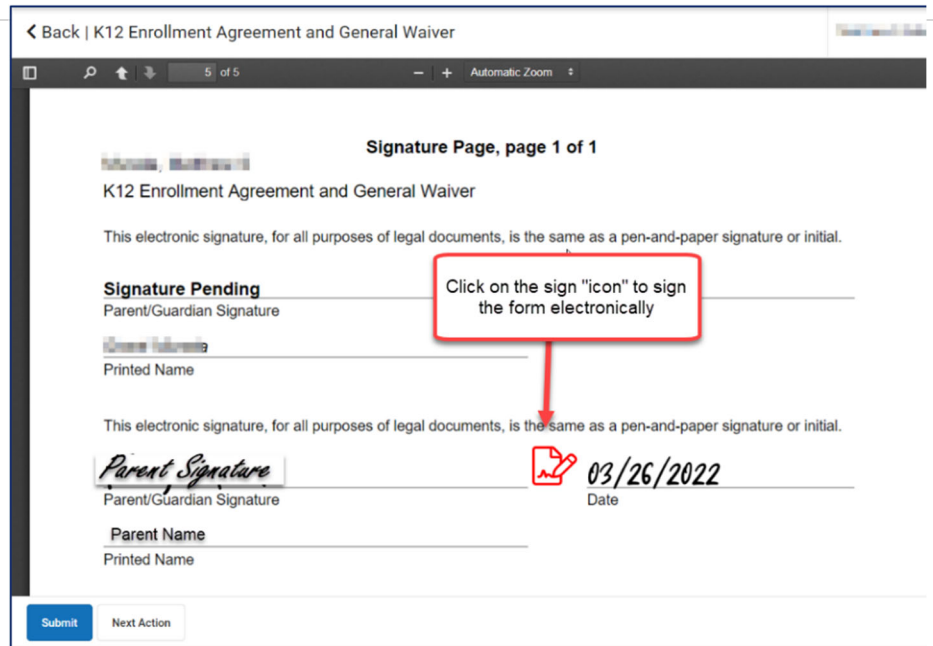 Back | K12 Enrollment Agreement and General Waiver
5 of 5 Automatic Zoom
Signature Page, page 1 of 1
K12 Enrollment Agreement and General Waiver
This electronic signature, for all purposes of legal documents, is the same as a pen-and-paper signature or initial.
Click on the sign "icon" to sign
the form electronically
Signature Pending
Parent/Guardian Signature
Printed Name
This electronic signature, for all purposes of legal documents, is the same as a pen-and-paper signature or initial.
Parent Signature 03/26/2022
Parent/Guardian Signature Date
Parent Name
Printed Name
Submit Next Action